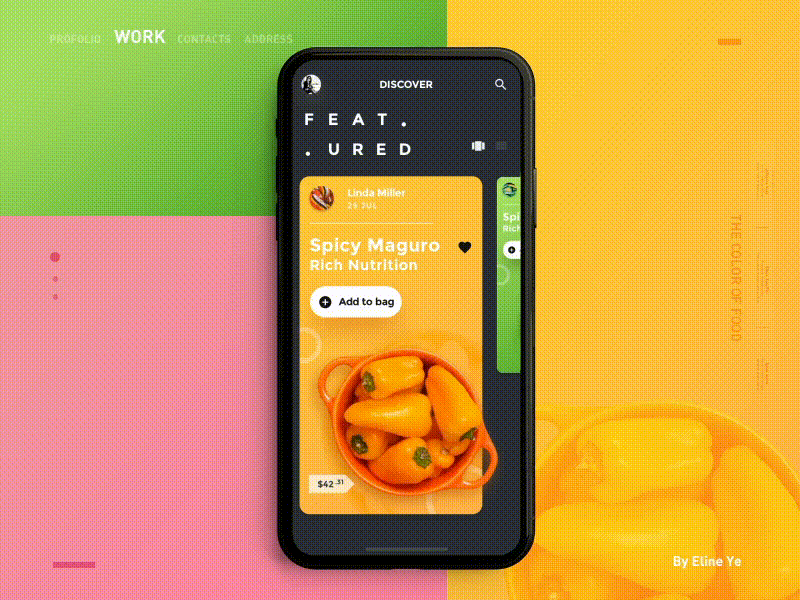 PROFOLIO WORK CONTACTS ADDRESS
DISCOVER
FEAT.
.URED
Linda Miller
29 JUL
Spicy Maguro
Rich Nutrition
Add to bag
$42.31
Spi
Rich
THE COLOR OF FOOD
By Eline Ye